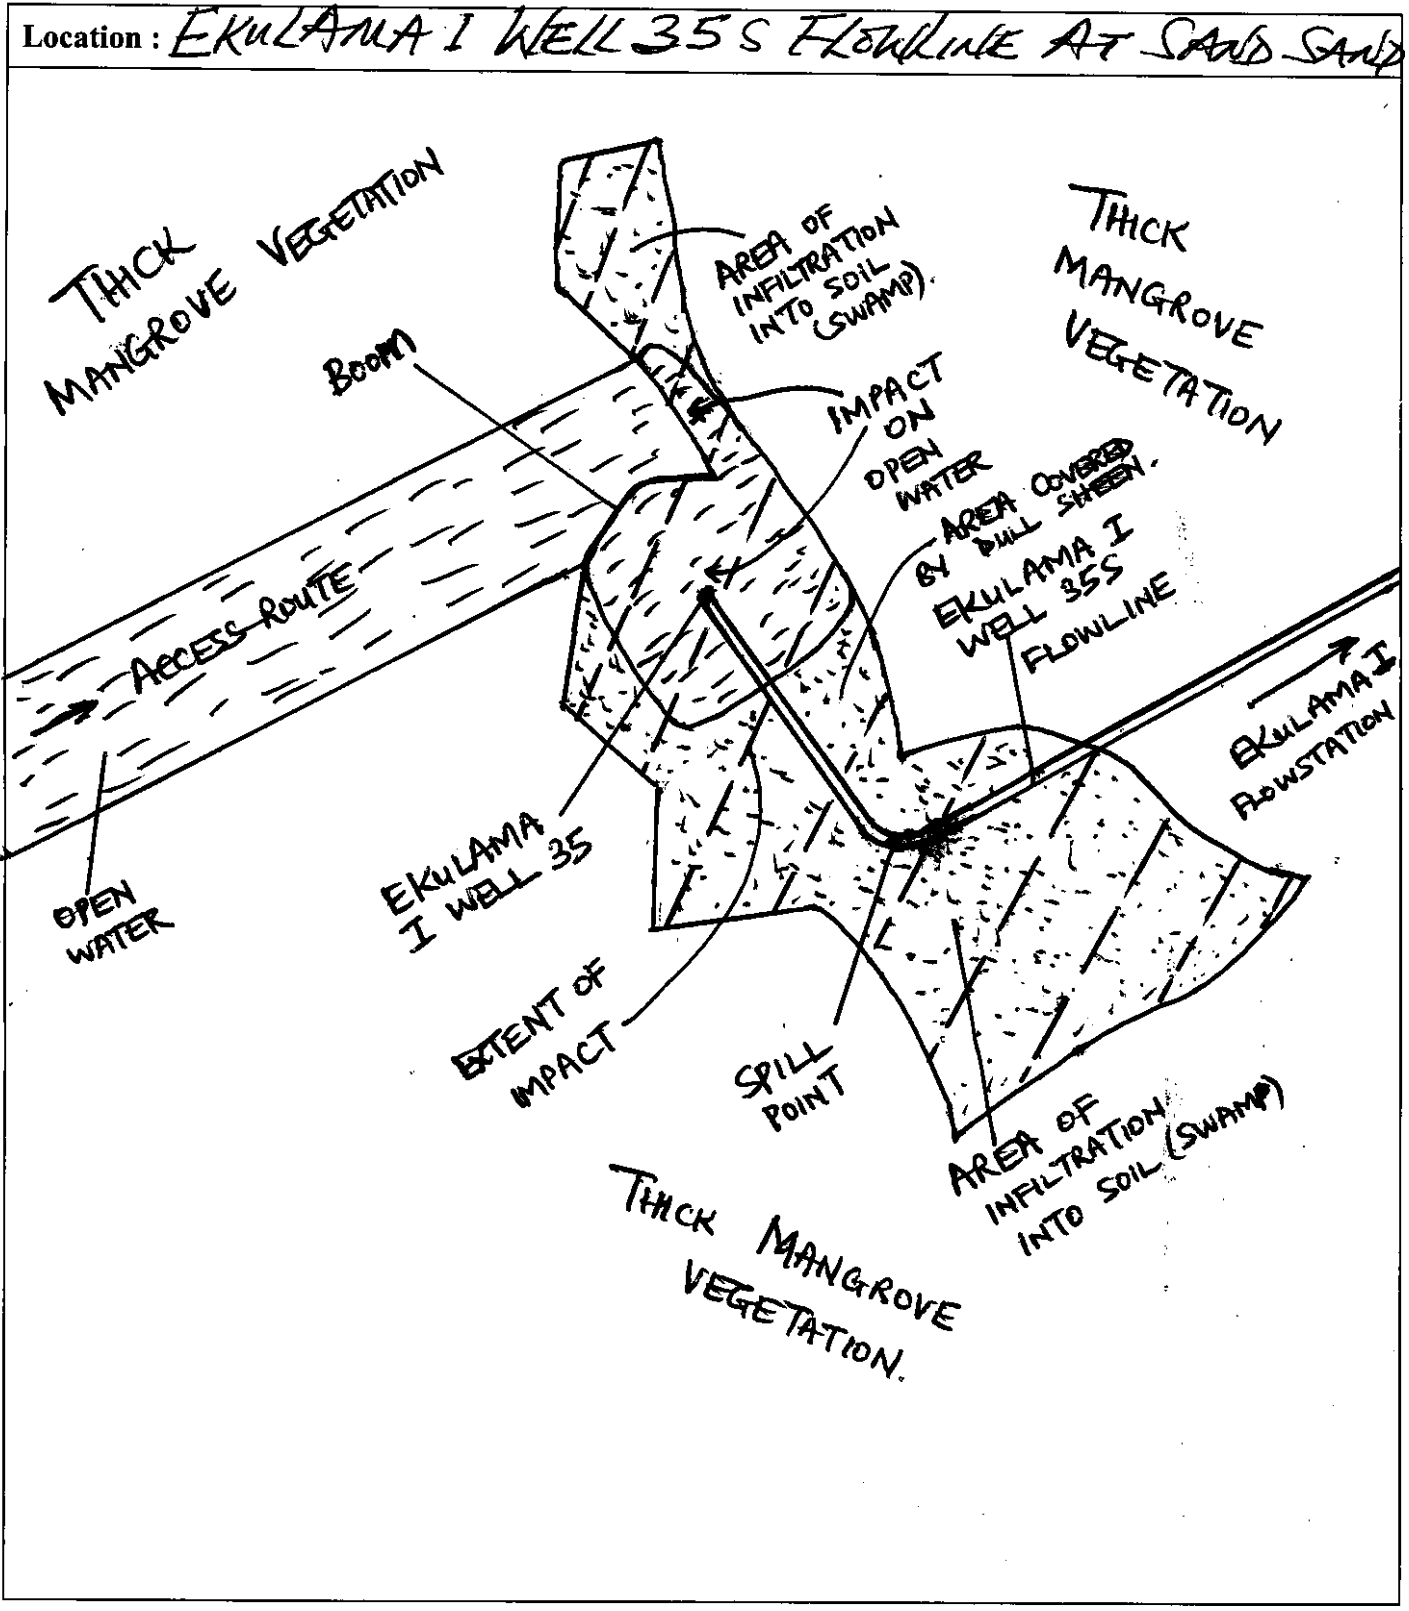 Location : EKULAMA I WELL 35 S FLOWLINE AT SAND SAND
THICK
MANGROVE VEGETATION
AREA OF
INFILTRATION
INTO SOIL
(SWAMP).
THICK
MANGROVE
VEGETATION
BOOM
IMPACT
ON
OPEN
WATER
AREA COVERED
BY DULL SHEEN.
EKULAMA I
WELL 35S
FLOWLINE
ACCESS ROUTE
EKULAMA I
FLOWSTATION
OPEN
WATER
EKULAMA
I WELL 35
EXTENT OF
IMPACT
SPILL
POINT
AREA OF
INFILTRATION
INTO SOIL (SWAMP)
THICK MANGROVE
VEGETATION.